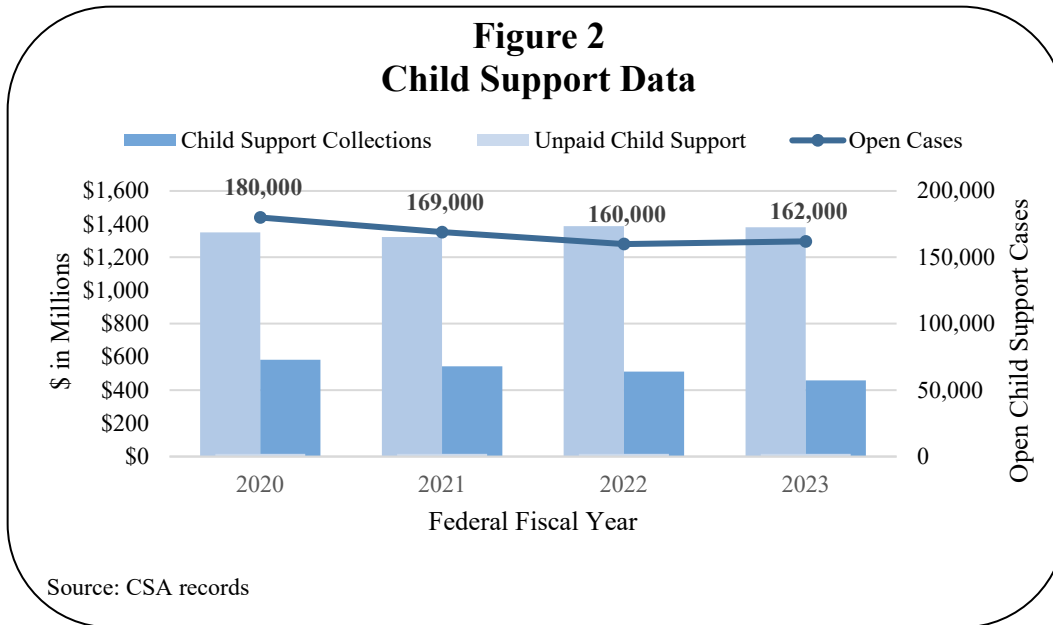 Figure 2
Child Support Data
Child Support Collections Unpaid Child Support Open Cases
$ in Millions
$1,600
$1,400
$1,200
$1,000
$800
$600
$400
$200
$0
180,000
169,000
160,000
162,000
200,000
150,000
100,000
50,000
0
Open Child Support Cases
2020 2021 2022 2023
Federal Fiscal Year
Source: CSA records